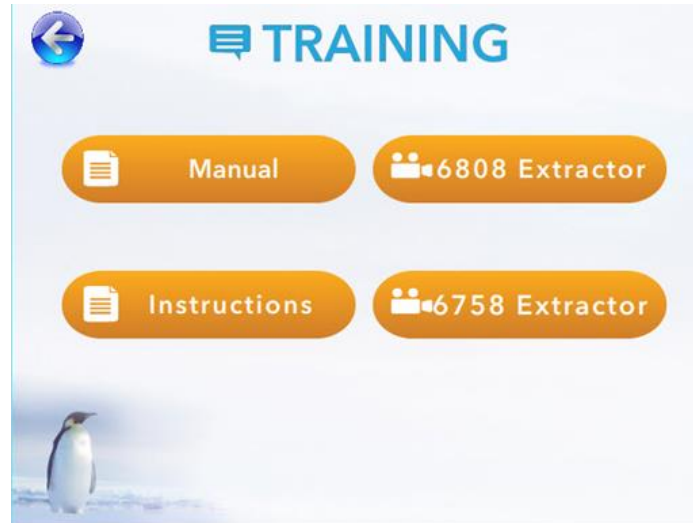 TRAINING
Manual
6808 Extractor
Instructions
6758 Extractor